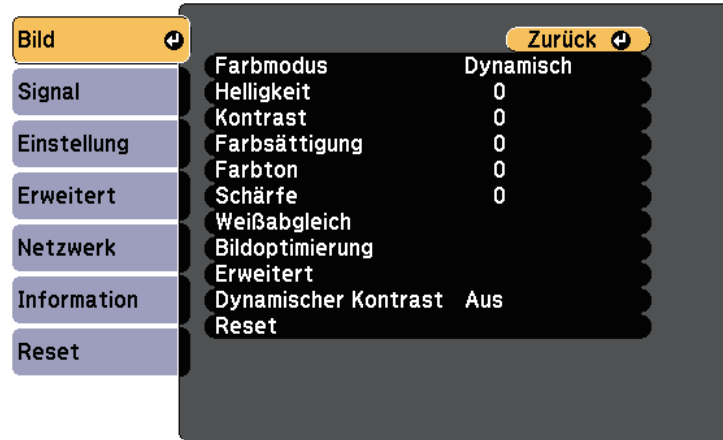 Bild
Signal
Einstellung
Erweitert
Netzwerk
Information
Reset
Zurück
Farbmodus Dynamisch
Helligkeit 0
Kontrast 0
Farbsättigung 0
Farbton 0
Schärfe 0
Weißabgleich
Bildoptimierung
Erweitert
Dynamischer Kontrast Aus
Reset